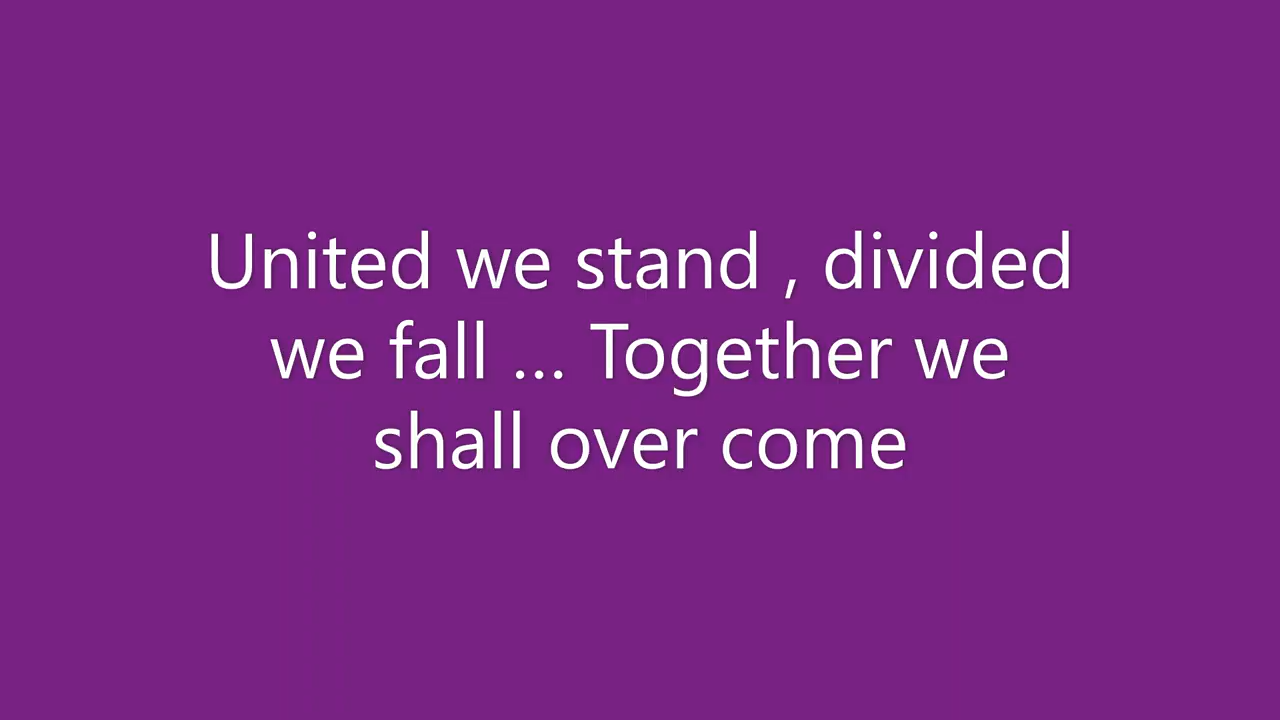 United we stand , divided
we fall ... Together we
shall over come